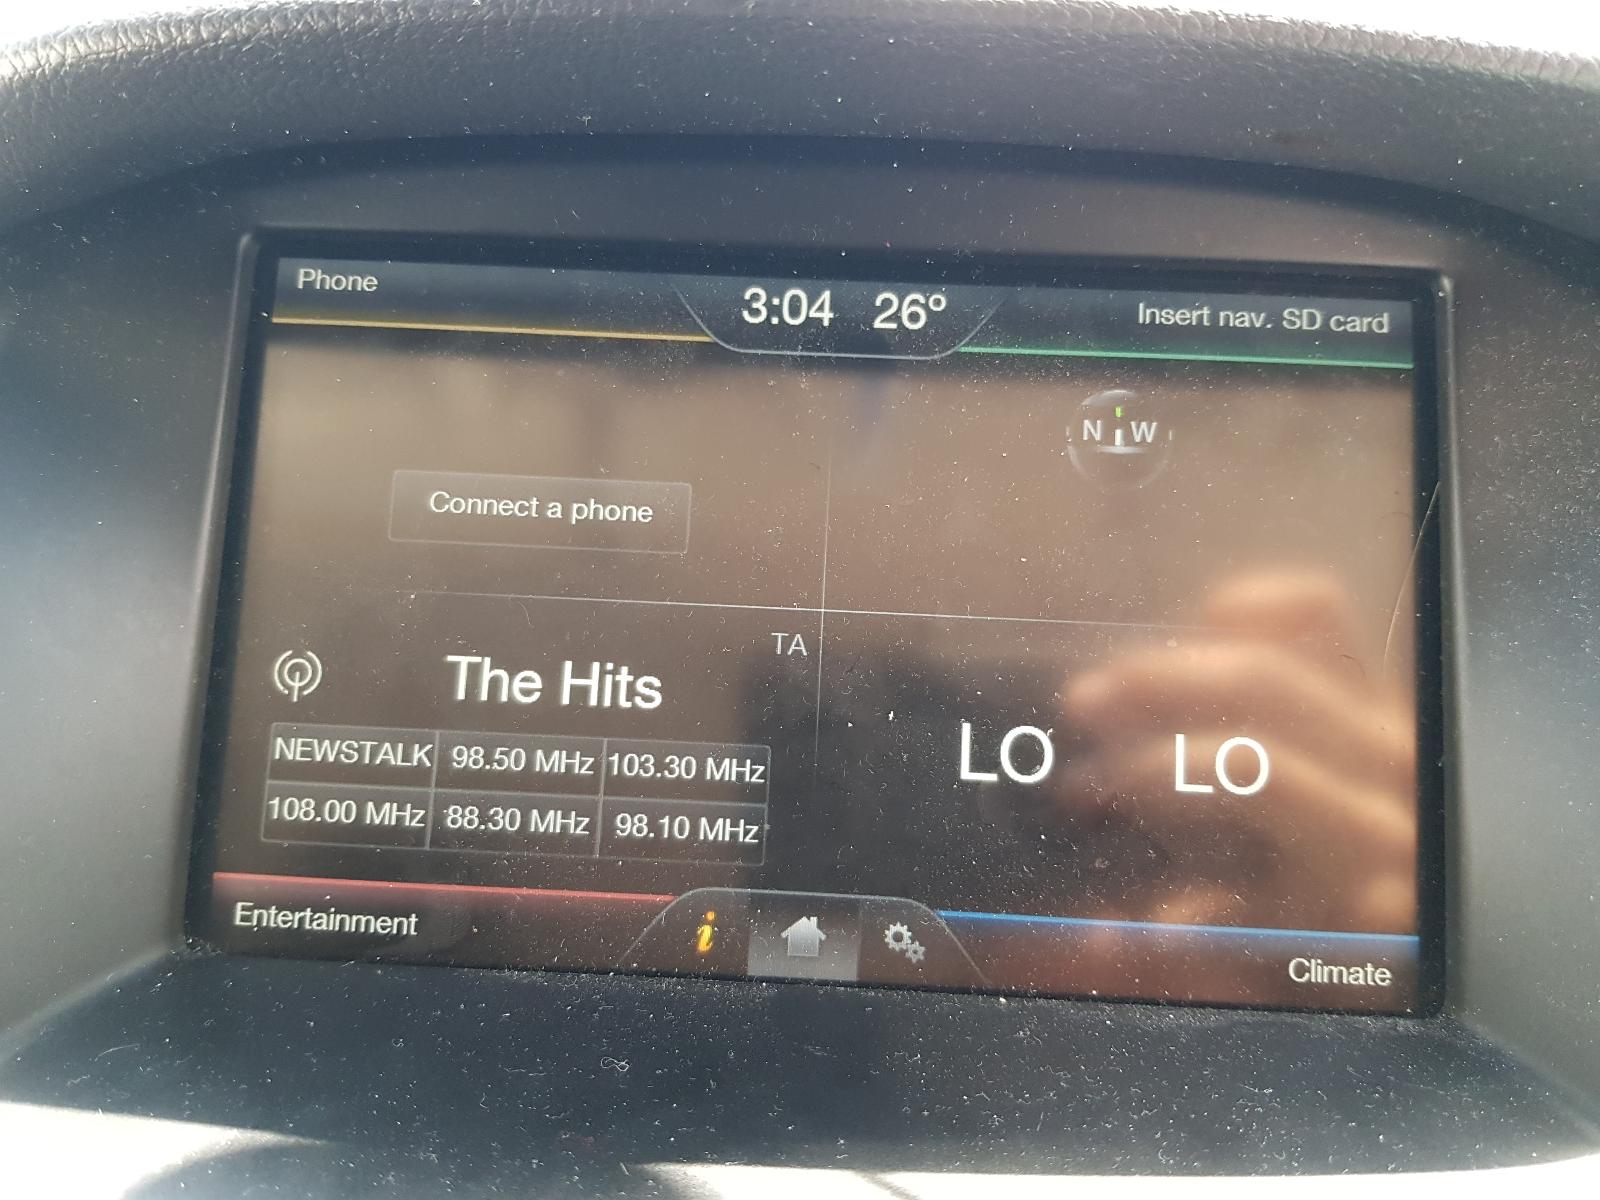 Phone
3:04 26º
Insert nav. SD card
N W
Connect a phone
TA
The Hits
NEWSTALK 98.50 MHz 103.30 MHz
108.00 MHz 88.30 MHz 98.10 MHz
LO LO
Entertainment
i
Climate